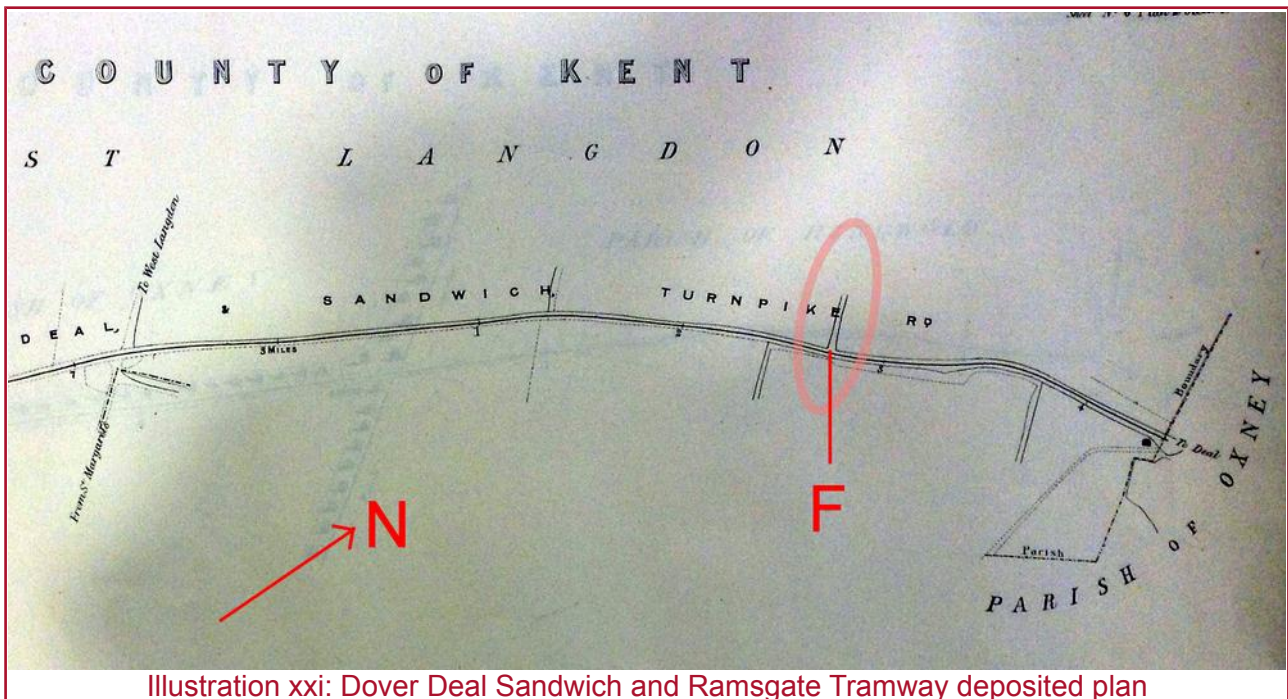 COUNTY OF KENT
ST LANGDON
To West Langden
DEAL, & SANDWICH, TURNPIKE RD
7
3 MILES
1
2
3
4
From St Margarets
Boundary
To Deal
Parish
PARISH OF OXNEY
N
F
Illustration xxi: Dover Deal Sandwich and Ramsgate Tramway deposited plan